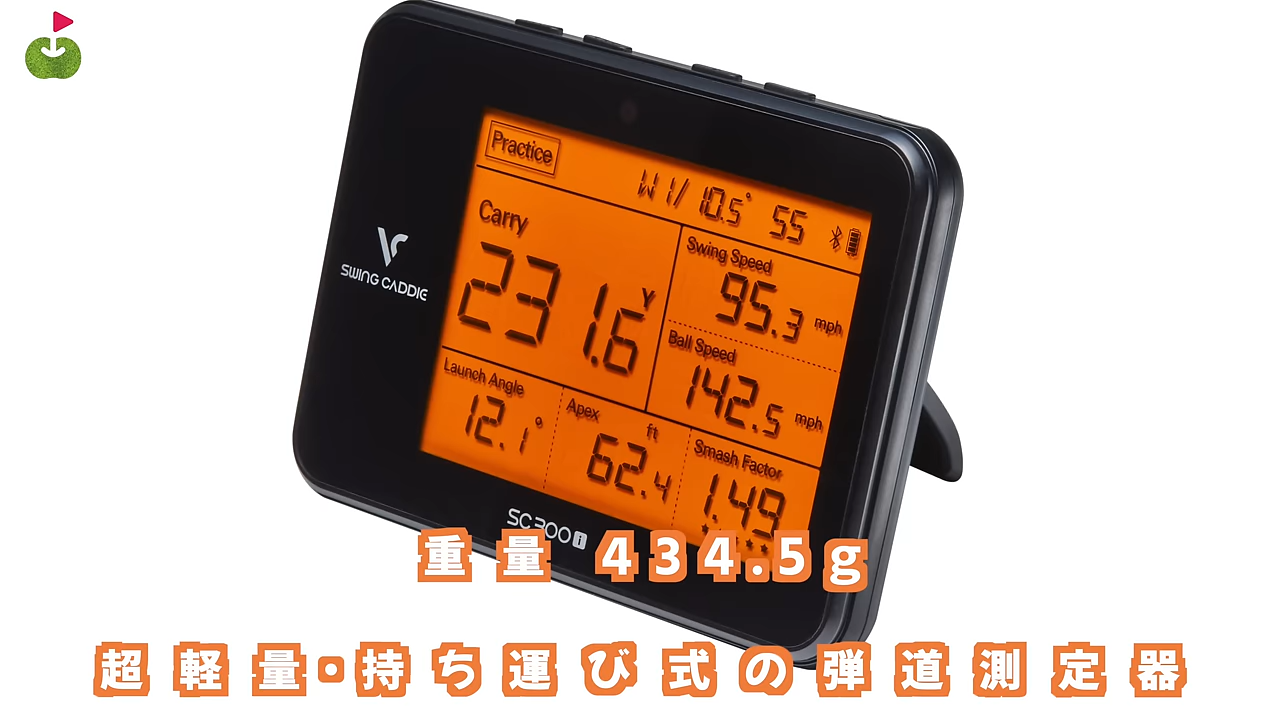 Practice
W1/ 10.5° 55
Carry
231.6 Y
Swing Speed
95.3 mph
Ball Speed
142.5 mph
Launch Angle
12.1°
Apex
62.4 ft
Smash Factor
1.49
SWING CADDIE
SC300i
重量 434.5g
超軽量・持ち運び式の弾道測定器